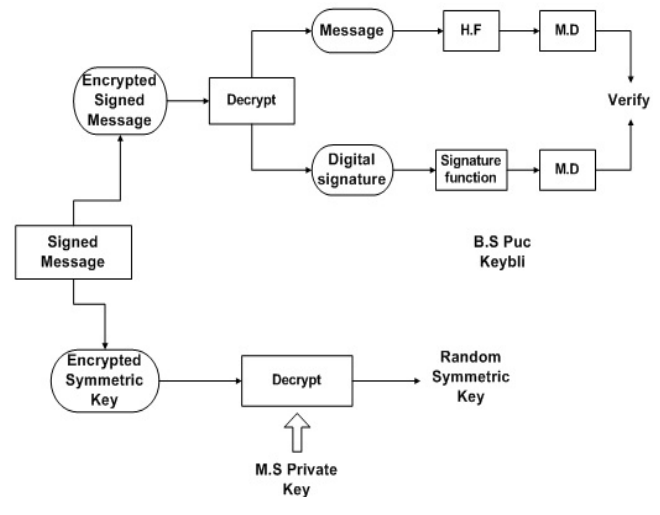 Message
H.F
M.D
Encrypted
Signed
Message
Decrypt
Verify
Digital
signature
Signature
function
M.D
Signed
Message
B.S Puc
Keybli
Encrypted
Symmetric
Key
Decrypt
Random
Symmetric
Key
M.S Private
Key